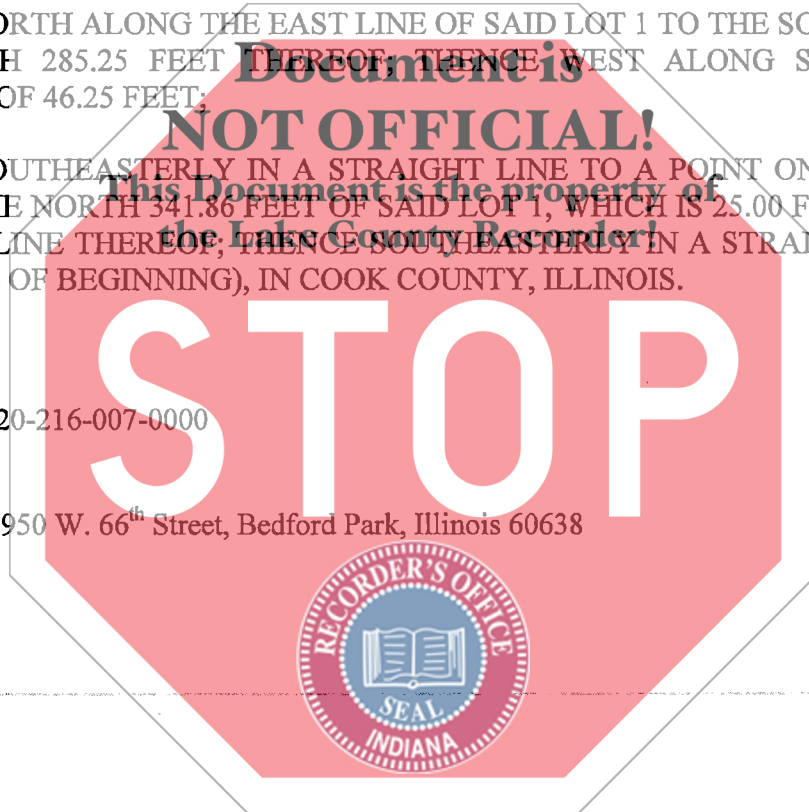 ORTH ALONG THE EAST LINE OF SAID LOT 1 TO THE SO
H 285.25 FEET THEREOF; THENCE WEST ALONG S
OF 46.25 FEET;
Document is
NOT OFFICIAL!
This Document is the property of
the Lake County Recorder!
OUTHEASTERLY IN A STRAIGHT LINE TO A POINT ON
E NORTH 341.86 FEET OF SAID LOT 1, WHICH IS 25.00 F
LINE THEREOF; THENCE SOUTHEASTERLY IN A STRAI
OF BEGINNING), IN COOK COUNTY, ILLINOIS.
STOP
20-216-007-0000
950 W. 66th Street, Bedford Park, Illinois 60638
RECORDER'S OFFICE
SEAL
INDIANA